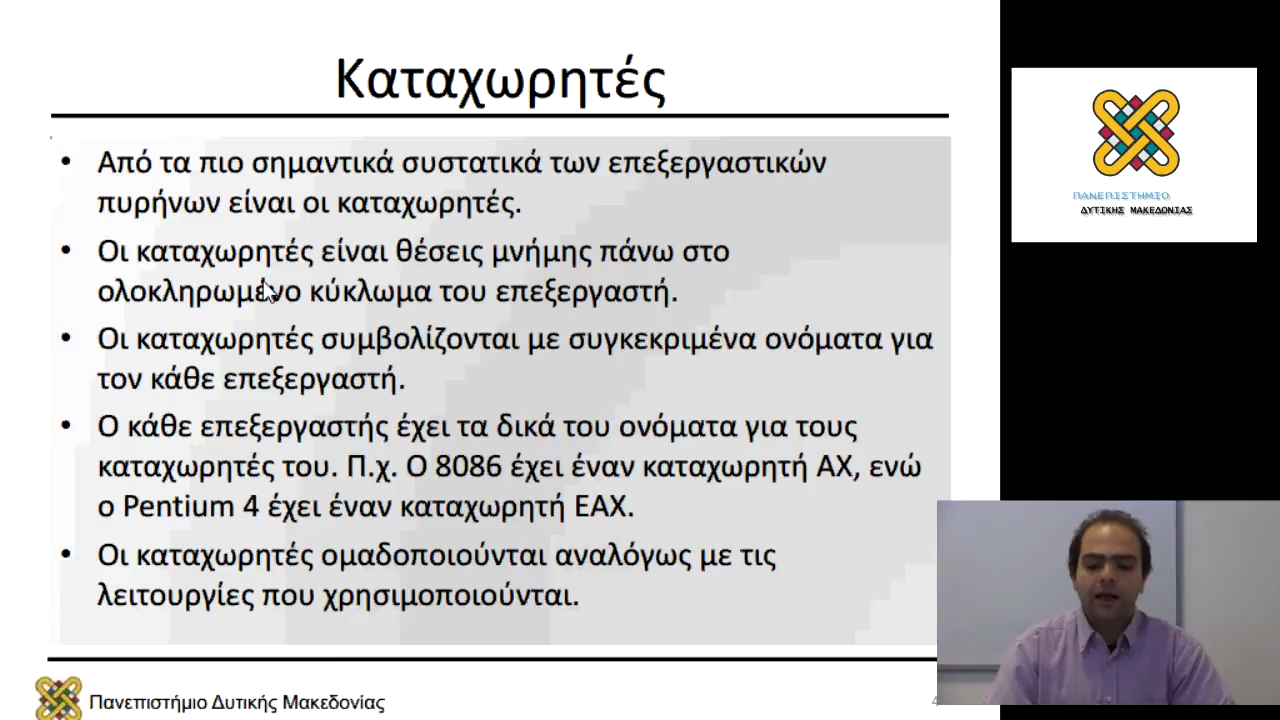 Καταχωρητές
• Από τα πιο σημαντικά συστατικά των επεξεργαστικών
πυρήνων είναι οι καταχωρητές.
• Οι καταχωρητές είναι θέσεις μνήμης πάνω στο
ολοκληρωμένο κύκλωμα του επεξεργαστή.
• Οι καταχωρητές συμβολίζονται με συγκεκριμένα ονόματα για
τον κάθε επεξεργαστή.
• Ο κάθε επεξεργαστής έχει τα δικά του ονόματα για τους
καταχωρητές του. Π.χ. Ο 8086 έχει έναν καταχωρητή AX, ενώ
ο Pentium 4 έχει έναν καταχωρητή EAX.
• Οι καταχωρητές ομαδοποιούνται αναλόγως με τις
λειτουργίες που χρησιμοποιούνται.
Πανεπιστήμιο Δυτικής Μακεδονίας
4
ΠΑΝΕΠΙΣΤΗΜΙΟ
ΔΥΤΙΚΗΣ ΜΑΚΕΔΟΝΙΑΣ